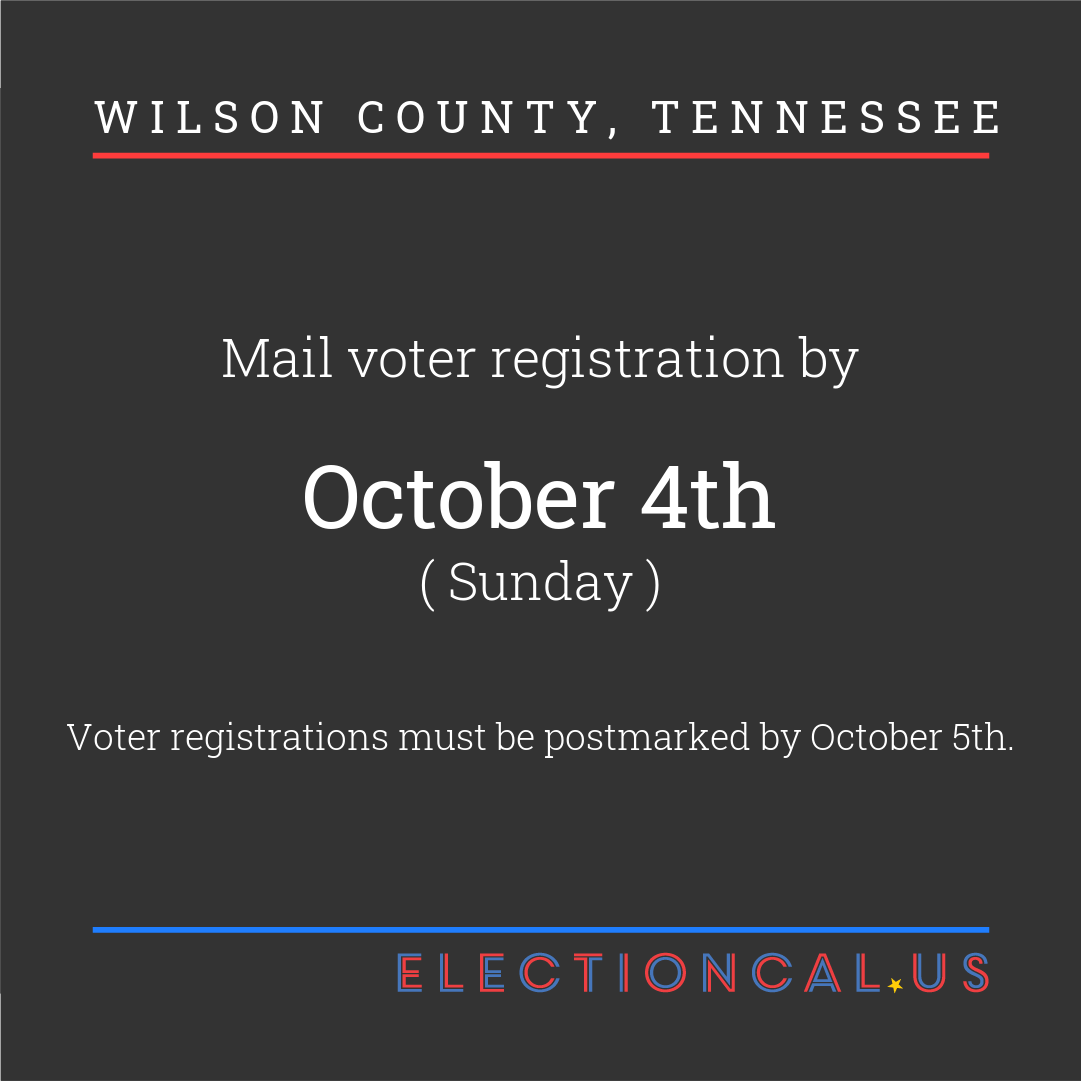 WILSON COUNTY, TENNESSEE
Mail voter registration by
October 4th
( Sunday )
Voter registrations must be postmarked by October 5th.
ELECTIONCAL.US